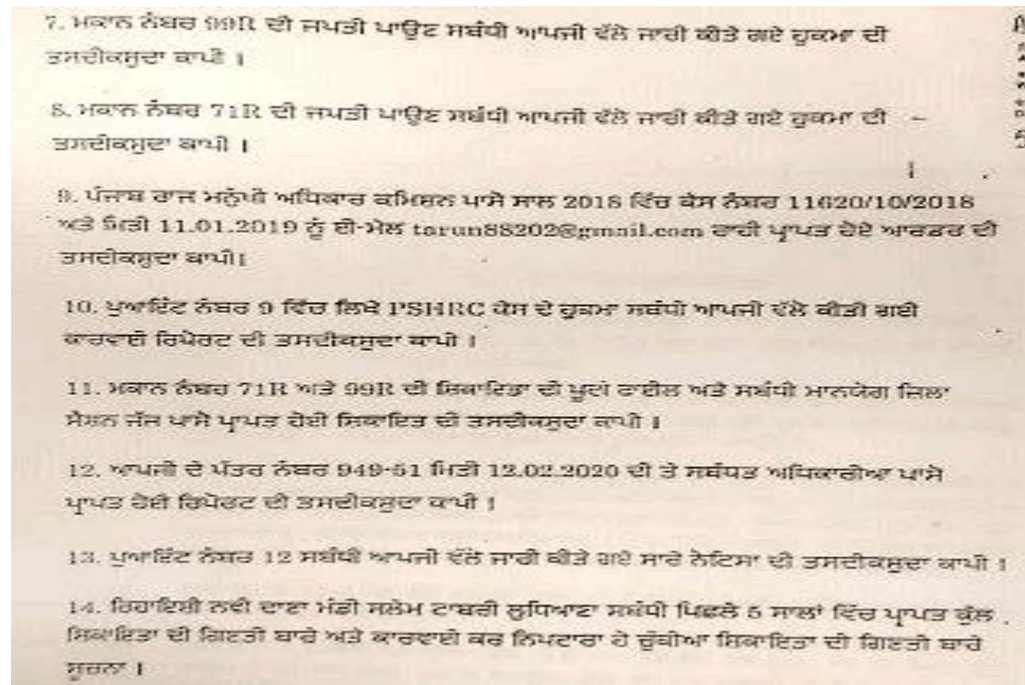 7. ਮਕਾਨ ਨੰਬਰ 99R ਦੀ ਜਪਤੀ ਪਾਉਣ ਸਬੰਧੀ ਆਪਜੀ ਵੱਲੋ ਜਾਰੀ ਕੀਤੇ ਗਏ ਹੁਕਮਾ ਦੀ
ਤਸਦੀਕਸੁਦਾ ਕਾਪੀ ।
8. ਮਕਾਨ ਨੰਬਰ 71R ਦੀ ਜਪਤੀ ਪਾਉਣ ਸਬੰਧੀ ਆਪਜੀ ਵੱਲੋ ਜਾਰੀ ਕੀਤੇ ਗਏ ਹੁਕਮਾ ਦੀ
ਤਸਦੀਕਸੁਦਾ ਕਾਪੀ ।
9. ਪੰਜਾਬ ਰਾਜ ਮਨੁੱਖੀ ਅਧਿਕਾਰ ਕਮਿਸ਼ਨ ਪਾਸੋ ਸਾਲ 2018 ਵਿੱਚ ਕੇਸ ਨੰਬਰ 11620/10/2018
ਅਤੇ ਮਿਤੀ 11.01.2019 ਨੂੰ ਈ-ਮੇਲ tarun88202@gmail.com ਰਾਹੀ ਪ੍ਰਾਪਤ ਹੋਏ ਆਰਡਰ ਦੀ
ਤਸਦੀਕਸੁਦਾ ਕਾਪੀ।
10. ਪੁਆਇੰਟ ਨੰਬਰ 9 ਵਿੱਚ ਲਿਖੇ PSHRC ਕੇਸ ਦੇ ਹੁਕਮਾ ਸਬੰਧੀ ਆਪਜੀ ਵੱਲੋ ਕੀਤੀ ਗਈ
ਕਾਰਵਾਈ ਰਿਪੋਰਟ ਦੀ ਤਸਦੀਕਸੁਦਾ ਕਾਪੀ ।
11. ਮਕਾਨ ਨੰਬਰ 71R ਅਤੇ 99R ਦੀ ਸ਼ਿਕਾਇਤਾ ਦੀ ਪੂਰੀ ਫਾਈਲ ਅਤੇ ਸਬੰਧੀ ਮਾਨਯੋਗ ਜਿਲਾ
ਸੈਸ਼ਨ ਜੱਜ ਪਾਸੋ ਪ੍ਰਾਪਤ ਹੋਈ ਸ਼ਿਕਾਇਤ ਦੀ ਤਸਦੀਕਸੁਦਾ ਕਾਪੀ ।
12. ਆਪਜੀ ਦੇ ਪੱਤਰ ਨੰਬਰ 949-51 ਮਿਤੀ 12.02.2020 ਦੀ ਤੇ ਸਬੰਧਤ ਅਧਿਕਾਰੀਆ ਪਾਸੋ
ਪ੍ਰਾਪਤ ਹੋਈ ਰਿਪੋਰਟ ਦੀ ਤਸਦੀਕਸੁਦਾ ਕਾਪੀ ।
13. ਪੁਆਇੰਟ ਨੰਬਰ 12 ਸਬੰਧੀ ਆਪਜੀ ਵੱਲੋ ਜਾਰੀ ਕੀਤੇ ਗਏ ਸਾਰੇ ਨੋਟਿਸਾ ਦੀ ਤਸਦੀਕਸੁਦਾ ਕਾਪੀ ।
14. ਰਿਹਾਇਸ਼ੀ ਨਵੀ ਦਾਣਾ ਮੰਡੀ ਸਲੇਮ ਟਾਬਰੀ ਲੁਧਿਆਣਾ ਸਬੰਧੀ ਪਿਛਲੇ 5 ਸਾਲਾਂ ਵਿੱਚ ਪ੍ਰਾਪਤ ਕੁੱਲ
ਸ਼ਿਕਾਇਤਾ ਦੀ ਗਿਣਤੀ ਬਾਰੇ ਅਤੇ ਕਾਰਵਾਈ ਕਰ ਨਿਪਟਾਰਾ ਹੋ ਚੁੱਕੀਆ ਸ਼ਿਕਾਇਤਾ ਦੀ ਗਿਣਤੀ ਬਾਰੇ
ਸੂਚਨਾ ।